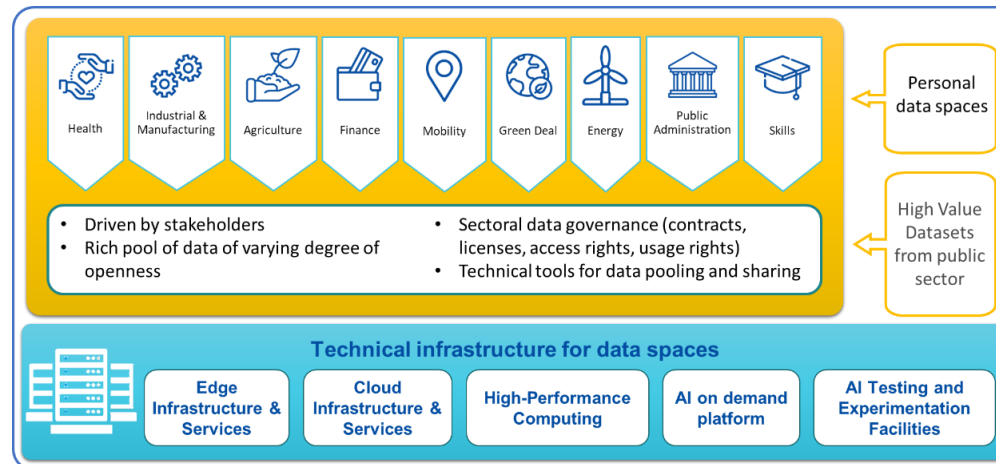 Health
Industrial &
Manufacturing
Agriculture
Finance
Mobility
Green Deal
Energy
Public
Administration
Skills
Personal
data spaces
• Driven by stakeholders
• Rich pool of data of varying degree of
openness
• Sectoral data governance (contracts,
licenses, access rights, usage rights)
• Technical tools for data pooling and sharing
High Value
Datasets
from public
sector
Technical infrastructure for data spaces
Edge
Infrastructure &
Services
Cloud
Infrastructure &
Services
High-Performance
Computing
AI on demand
platform
AI Testing and
Experimentation
Facilities